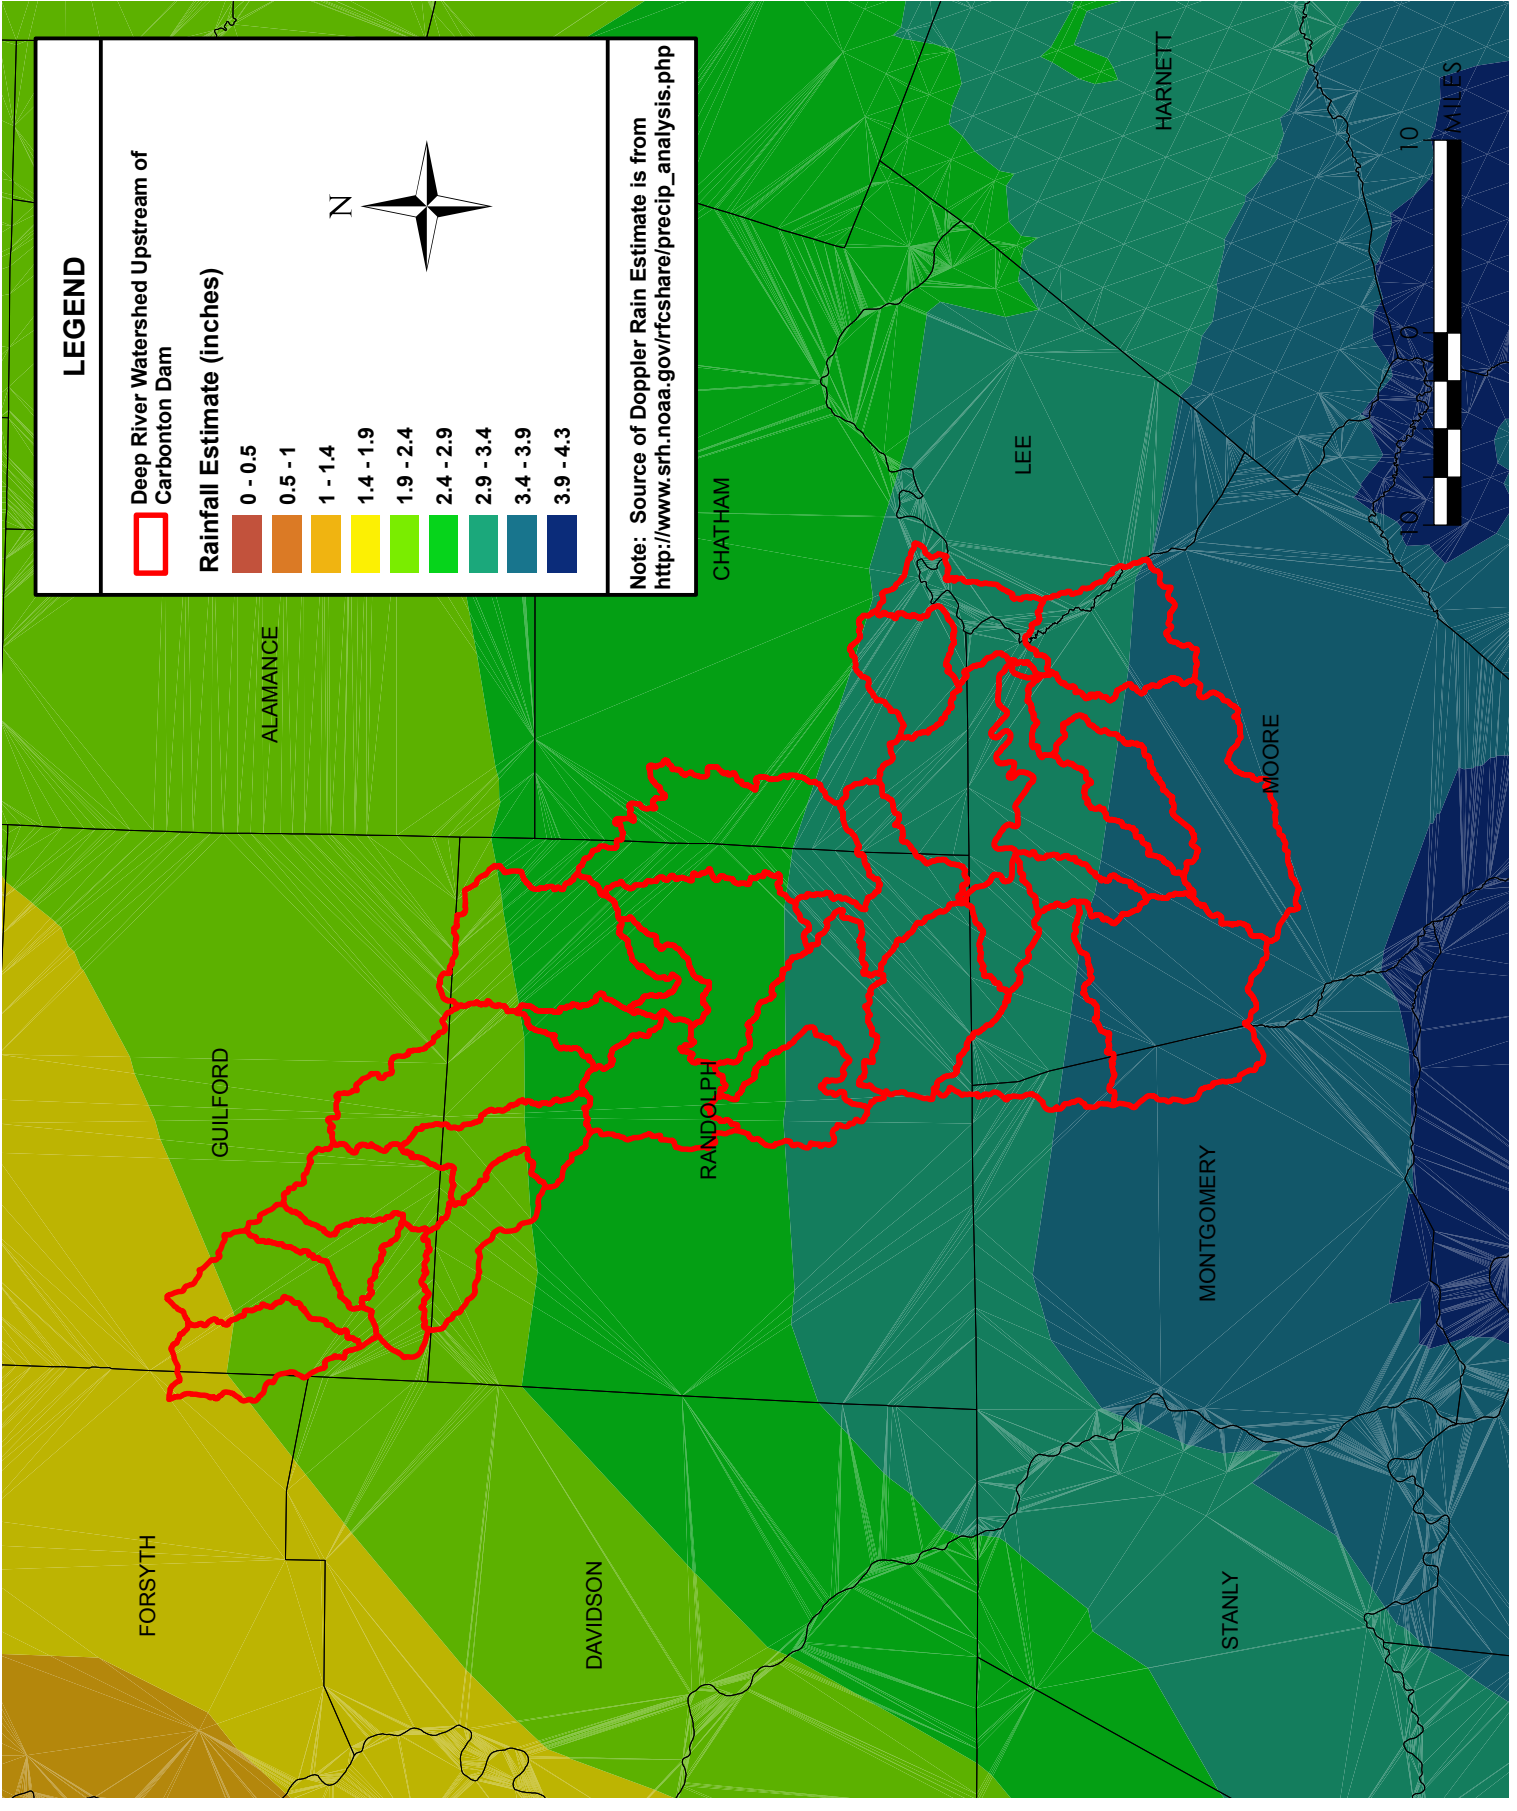 LEGEND
Deep River Watershed Upstream of
Carbonton Dam
Rainfall Estimate (inches)
0 - 0.5
0.5 - 1
1 - 1.4
1.4 - 1.9
1.9 - 2.4
2.4 - 2.9
2.9 - 3.4
3.4 - 3.9
3.9 - 4.3
N
Note:  Source of Doppler Rain Estimate is from
http://www.srh.noaa.gov/rfcshare/precip_analysis.php
FORSYTH
GUILFORD
ALAMANCE
DAVIDSON
RANDOLPH
CHATHAM
STANLY
MONTGOMERY
MOORE
LEE
HARNETT
10
0
10
MILES